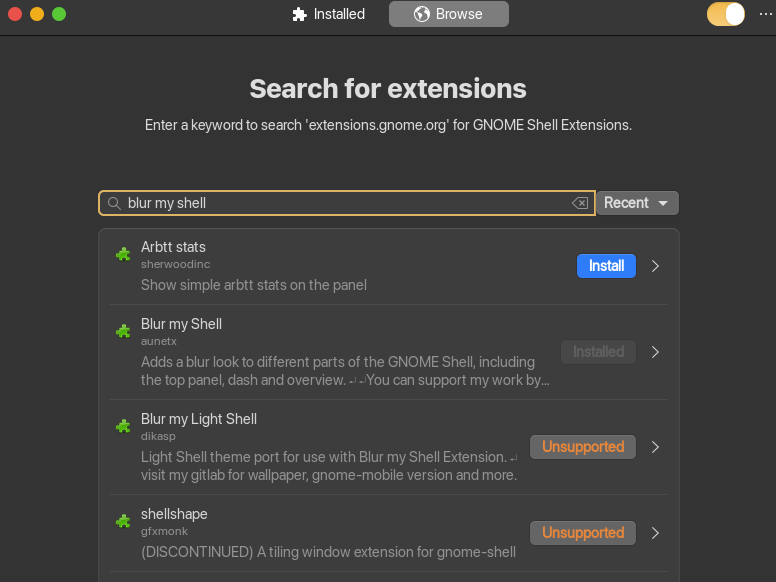 Installed
Browse
Search for extensions
Enter a keyword to search 'extensions.gnome.org' for GNOME Shell Extensions.
blur my shell
Recent
Arbtt stats
sherwoodinc
Show simple arbtt stats on the panel
Install
Blur my Shell
aunetx
Adds a blur look to different parts of the GNOME Shell, including
the top panel, dash and overview. ↵ ↵You can support my work by…
Installed
Blur my Light Shell
dikasp
Light Shell theme port for use with Blur my Shell Extension. ↵
visit my gitlab for wallpaper, gnome-mobile version and more.
Unsupported
shellshape
gfxmonk
(DISCONTINUED) A tiling window extension for gnome-shell
Unsupported